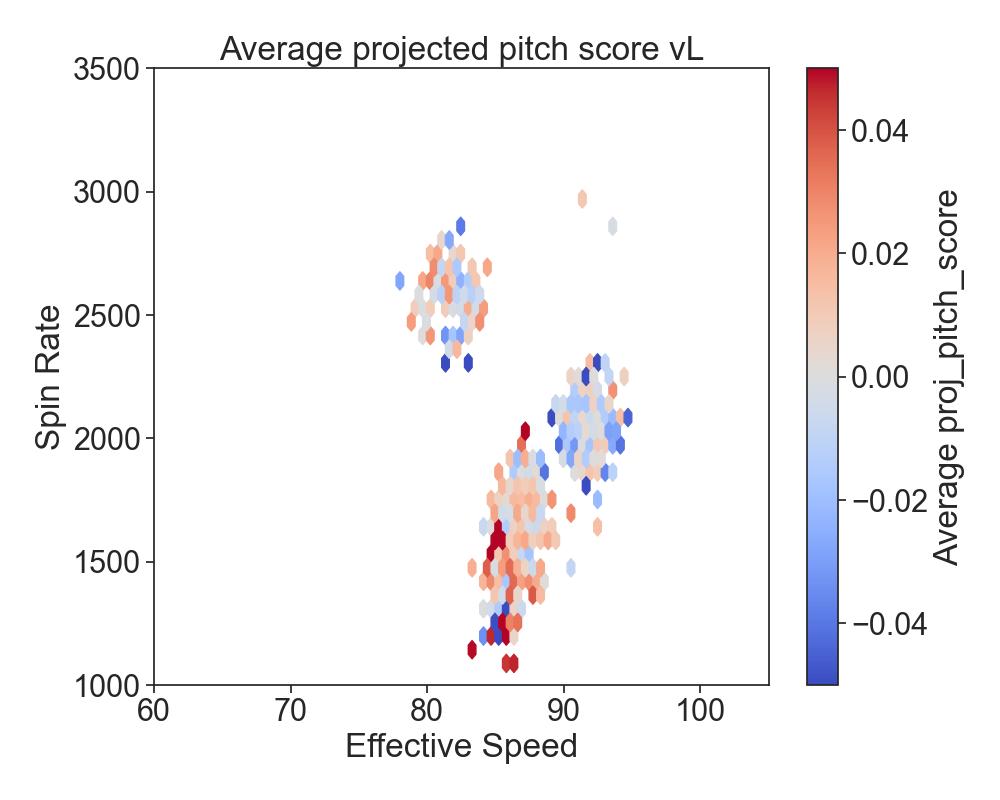 Average projected pitch score vL
3500
3000
2500
2000
1500
1000
Spin Rate
60 70 80 90 100
Effective Speed
0.04
0.02
0.00
−0.02
−0.04
Average proj_pitch_score